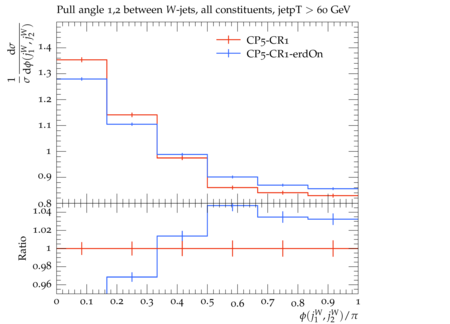 Pull angle 1,2 between W-jets, all constituents, jetpT > 60 GeV
CP5-CR1
CP5-CR1-erdOn
1/σ dσ/dϕ(j₁ᵂ, j₂ᵂ)
1.4
1.3
1.2
1.1
1
0.9
0.8
1.04
1.02
1
0.98
0.96
Ratio
0 0.1 0.2 0.3 0.4 0.5 0.6 0.7 0.8 0.9 1
ϕ(j₁ᵂ, j₂ᵂ)/π